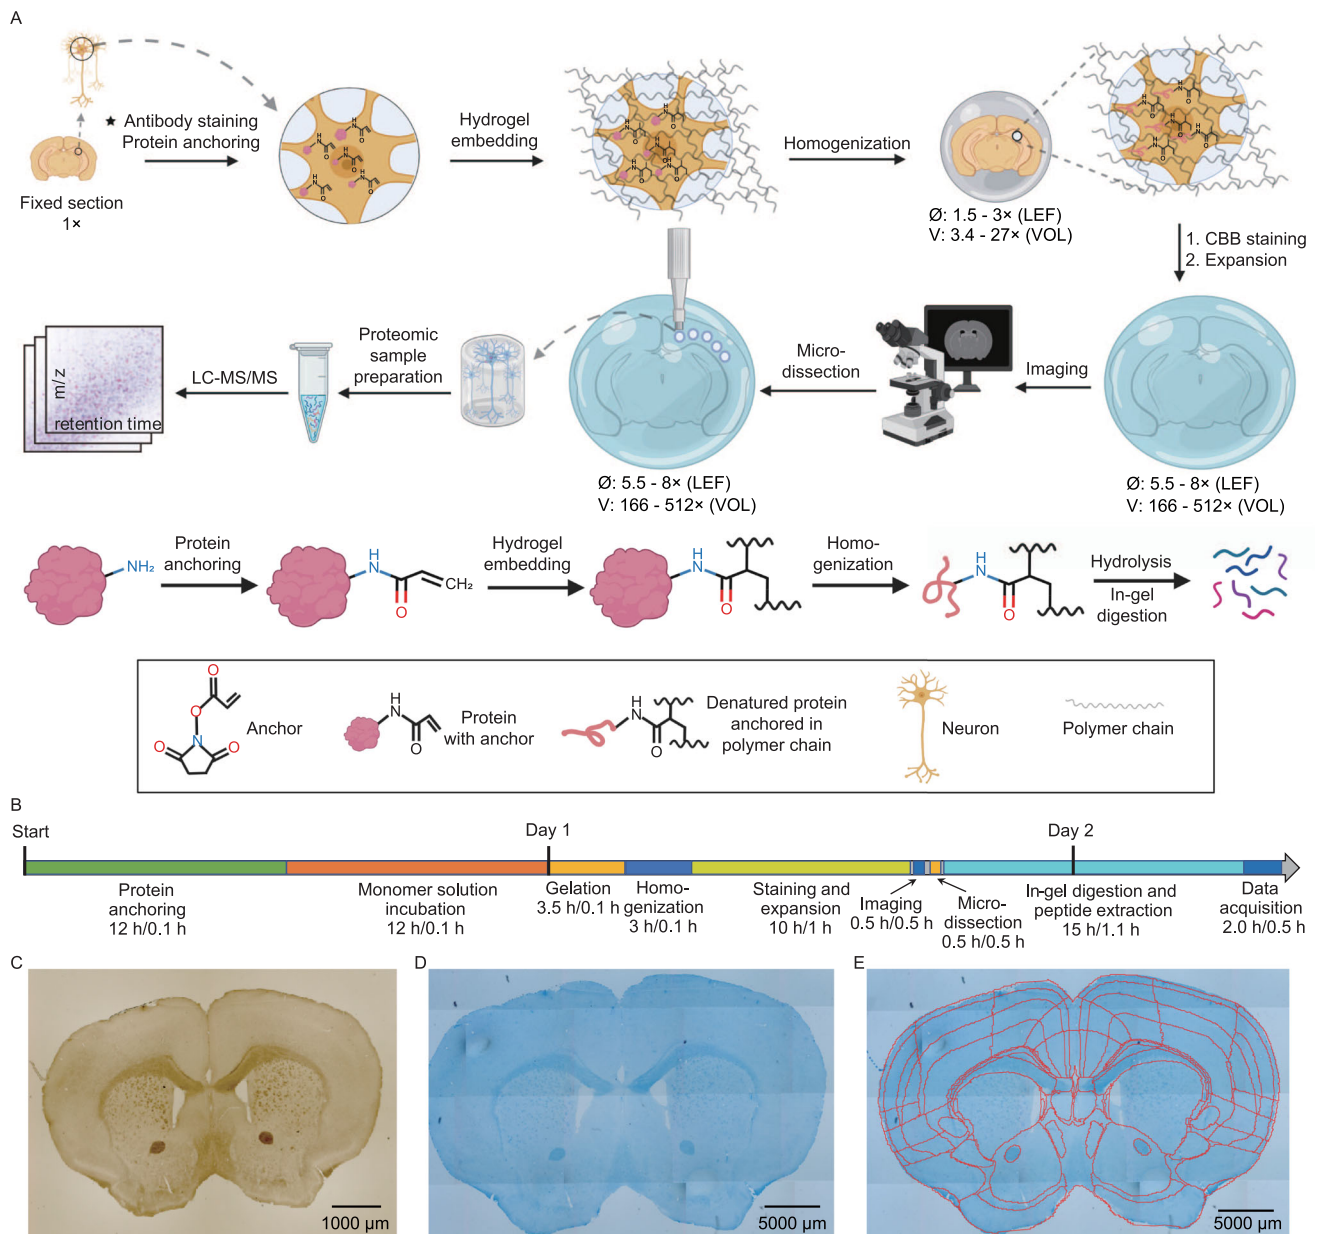 A
★ Antibody staining
Protein anchoring
Fixed section
1×
H
N
O
Hydrogel
embedding
Homogenization
Ø: 1.5 - 3× (LEF)
V: 3.4 - 27× (VOL)
1. CBB staining
2. Expansion
m/z
retention time
LC-MS/MS
Proteomic
sample
preparation
Micro-
dissection
Imaging
Ø: 5.5 - 8× (LEF)
V: 166 - 512× (VOL)
Ø: 5.5 - 8× (LEF)
V: 166 - 512× (VOL)
NH₂
Protein
anchoring
H
N
O
CH₂
Hydrogel
embedding
H
N
O
Homo-
genization
H
N
O
Hydrolysis
In-gel
digestion
O
O
N
O
O
Anchor
H
N
O
Protein
with anchor
H
N
O
Denatured protein
anchored in
polymer chain
Neuron
Polymer chain
B
Start
Day 1
Day 2
Protein
anchoring
12 h/0.1 h
Monomer solution
incubation
12 h/0.1 h
Gelation
3.5 h/0.1 h
Homo-
genization
3 h/0.1 h
Staining and
expansion
10 h/1 h
Imaging
0.5 h/0.5 h
Micro-
dissection
0.5 h/0.5 h
In-gel digestion and
peptide extraction
15 h/1.1 h
Data
acquisition
2.0 h/0.5 h
C
1000 µm
D
5000 µm
E
5000 µm